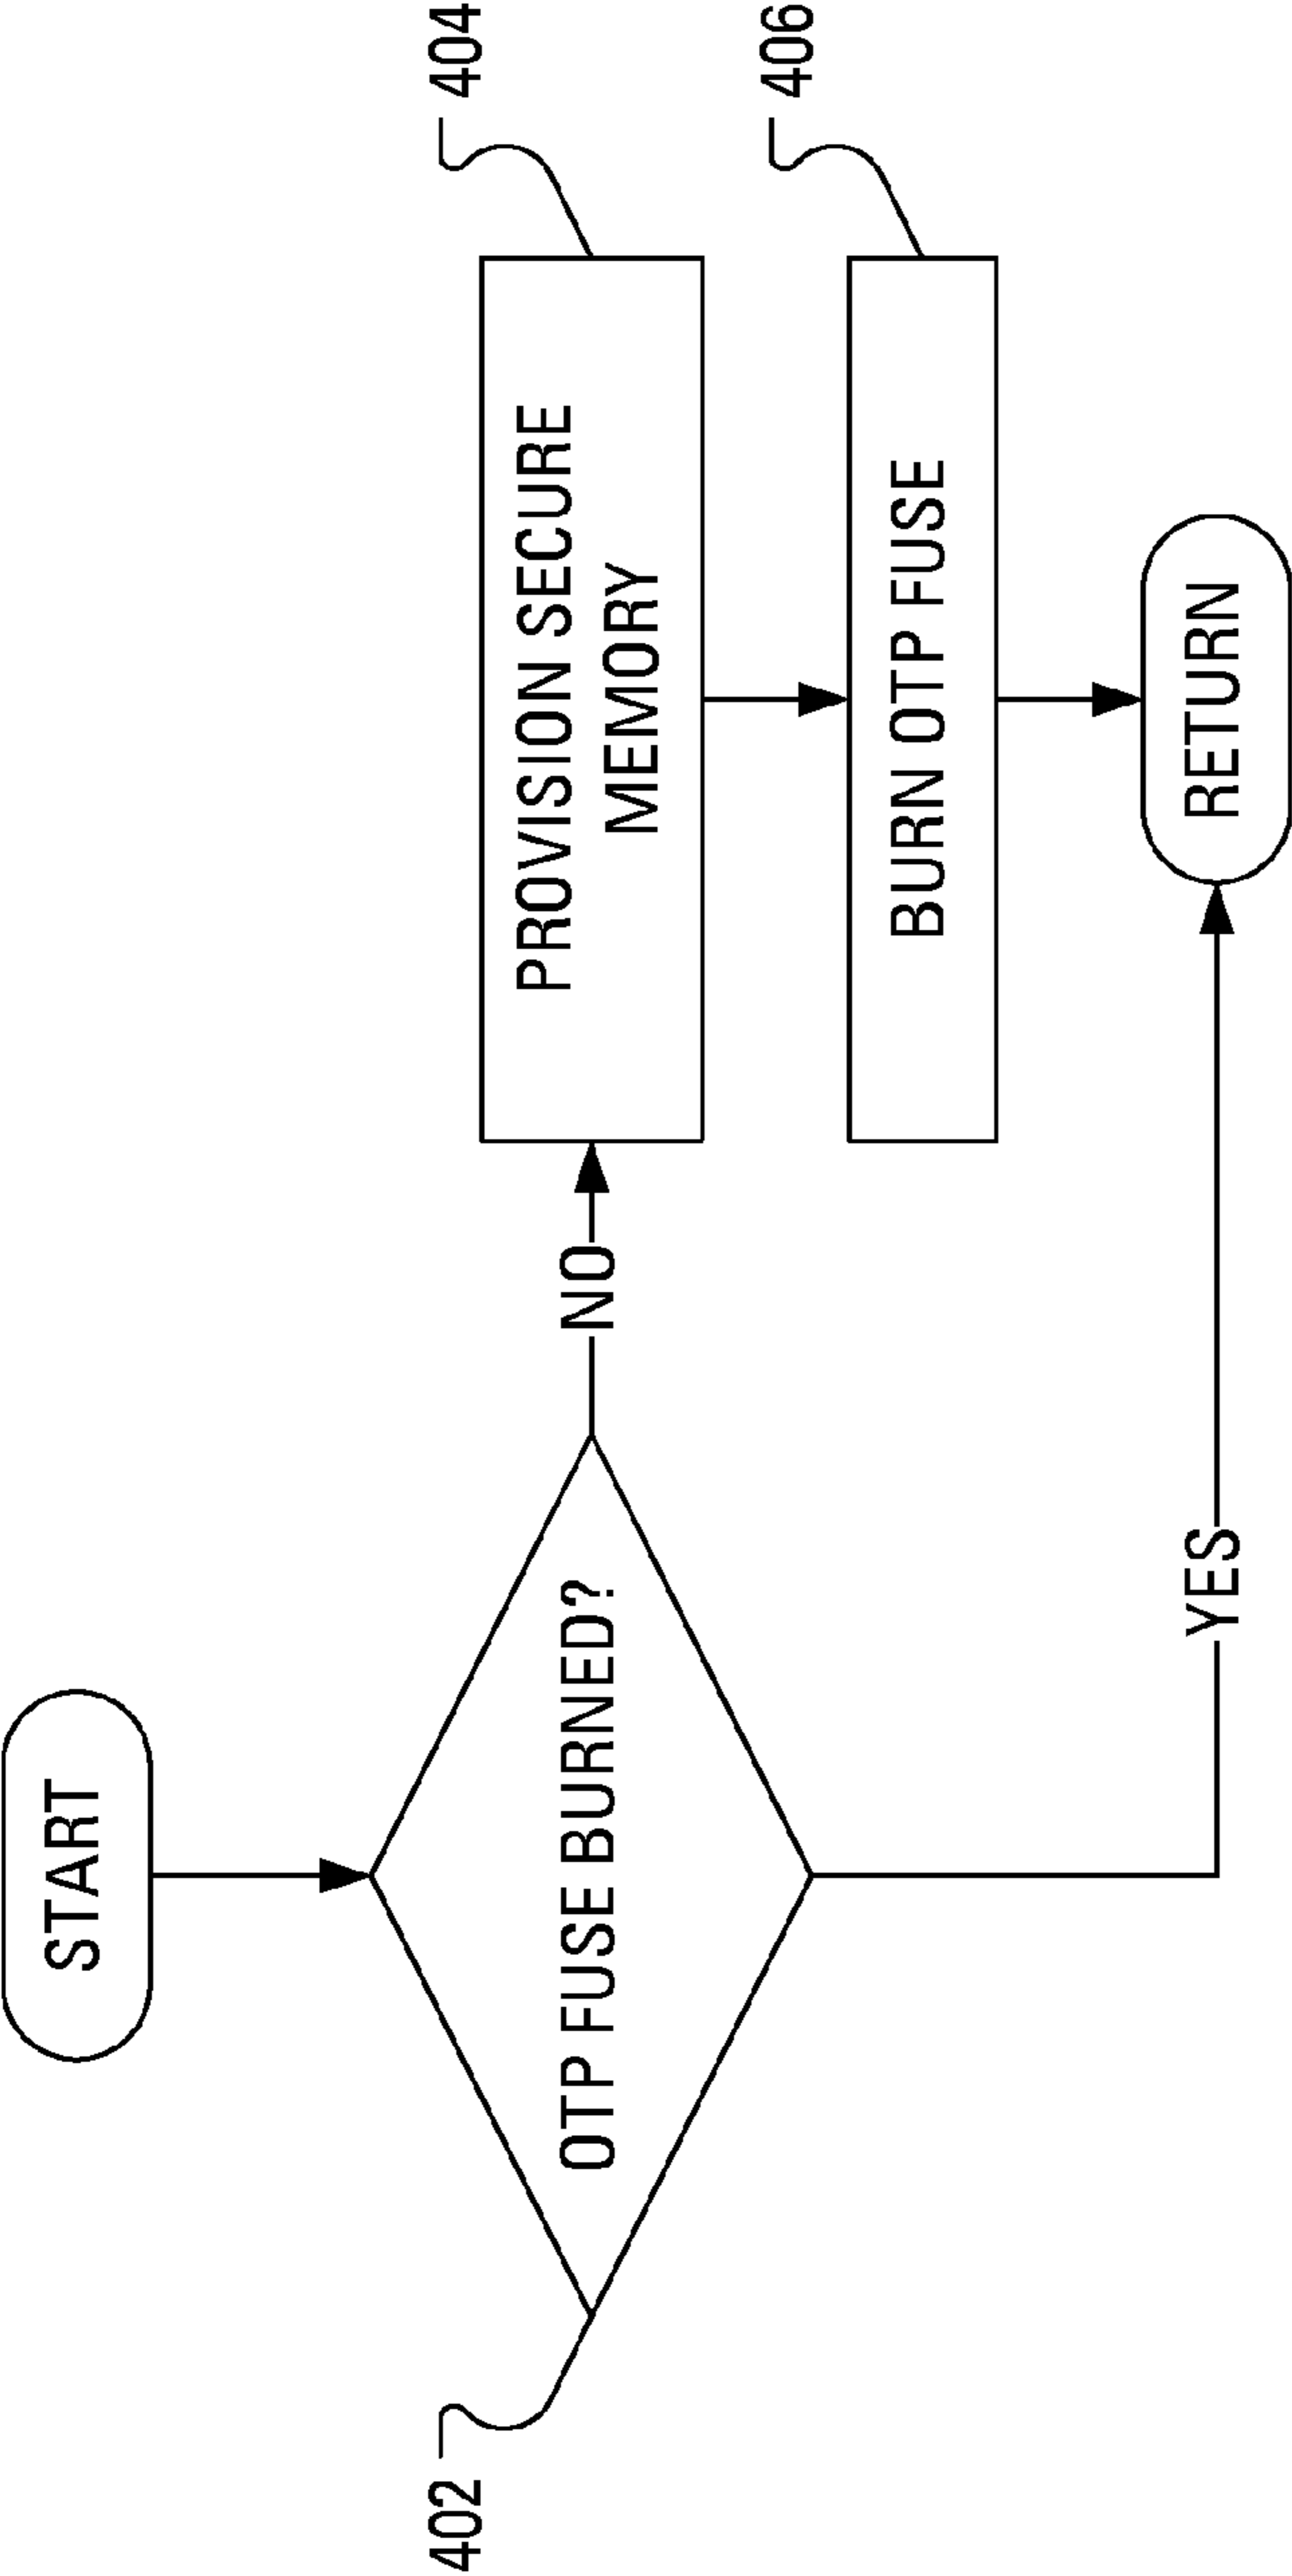 START
402
OTP FUSE BURNED?
NO
404
PROVISION SECURE
MEMORY
406
BURN OTP FUSE
YES
RETURN